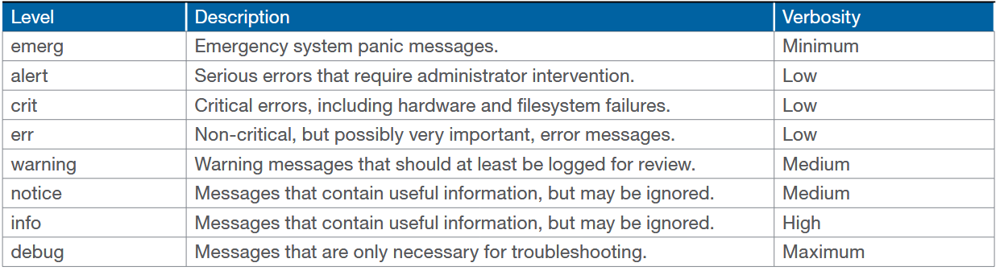 Level Description Verbosity
emerg Emergency system panic messages. Minimum
alert Serious errors that require administrator intervention. Low
crit Critical errors, including hardware and filesystem failures. Low
err Non-critical, but possibly very important, error messages. Low
warning Warning messages that should at least be logged for review. Medium
notice Messages that contain useful information, but may be ignored. Medium
info Messages that contain useful information, but may be ignored. High
debug Messages that are only necessary for troubleshooting. Maximum